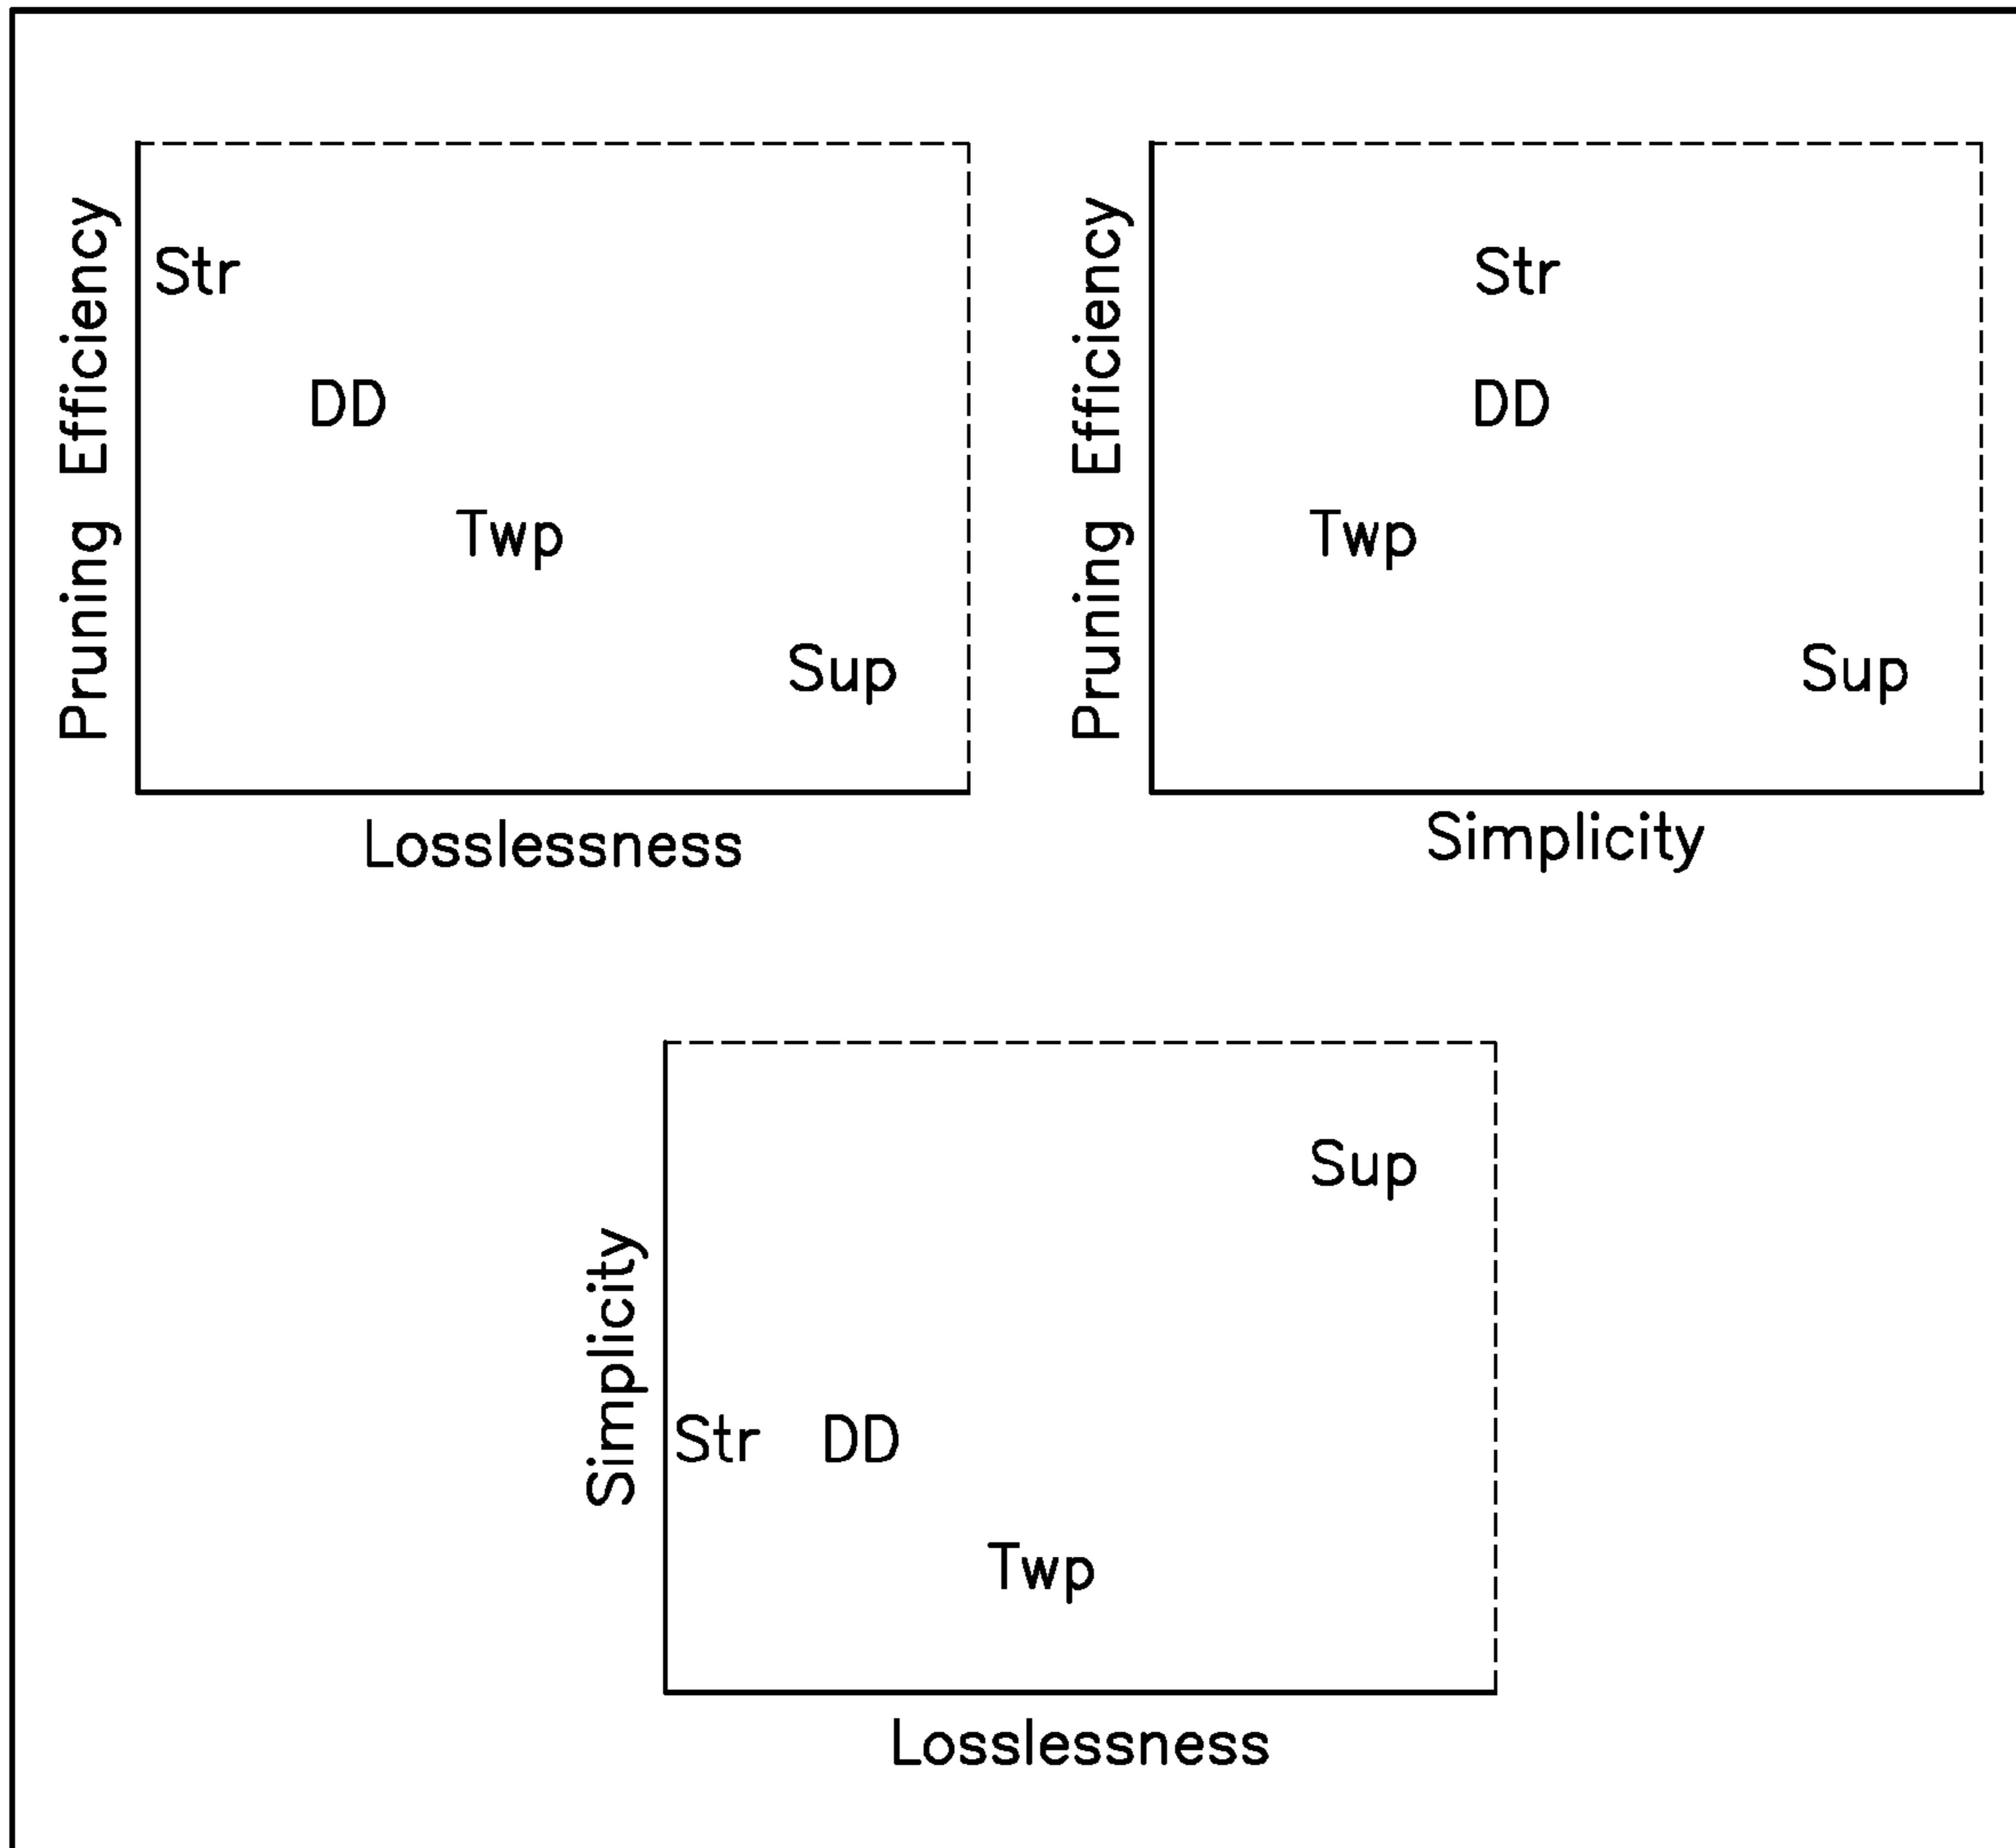 Pruning Efficiency
Str
DD
Twp
Sup
Losslessness
Pruning Efficiency
Str
DD
Twp
Sup
Simplicity
Simplicity
Sup
Str DD
Twp
Losslessness